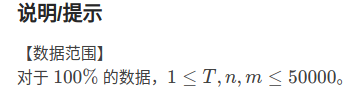 说明/提示
【数据范围】
对于 100% 的数据，1 ≤ T, n, m ≤ 50000。